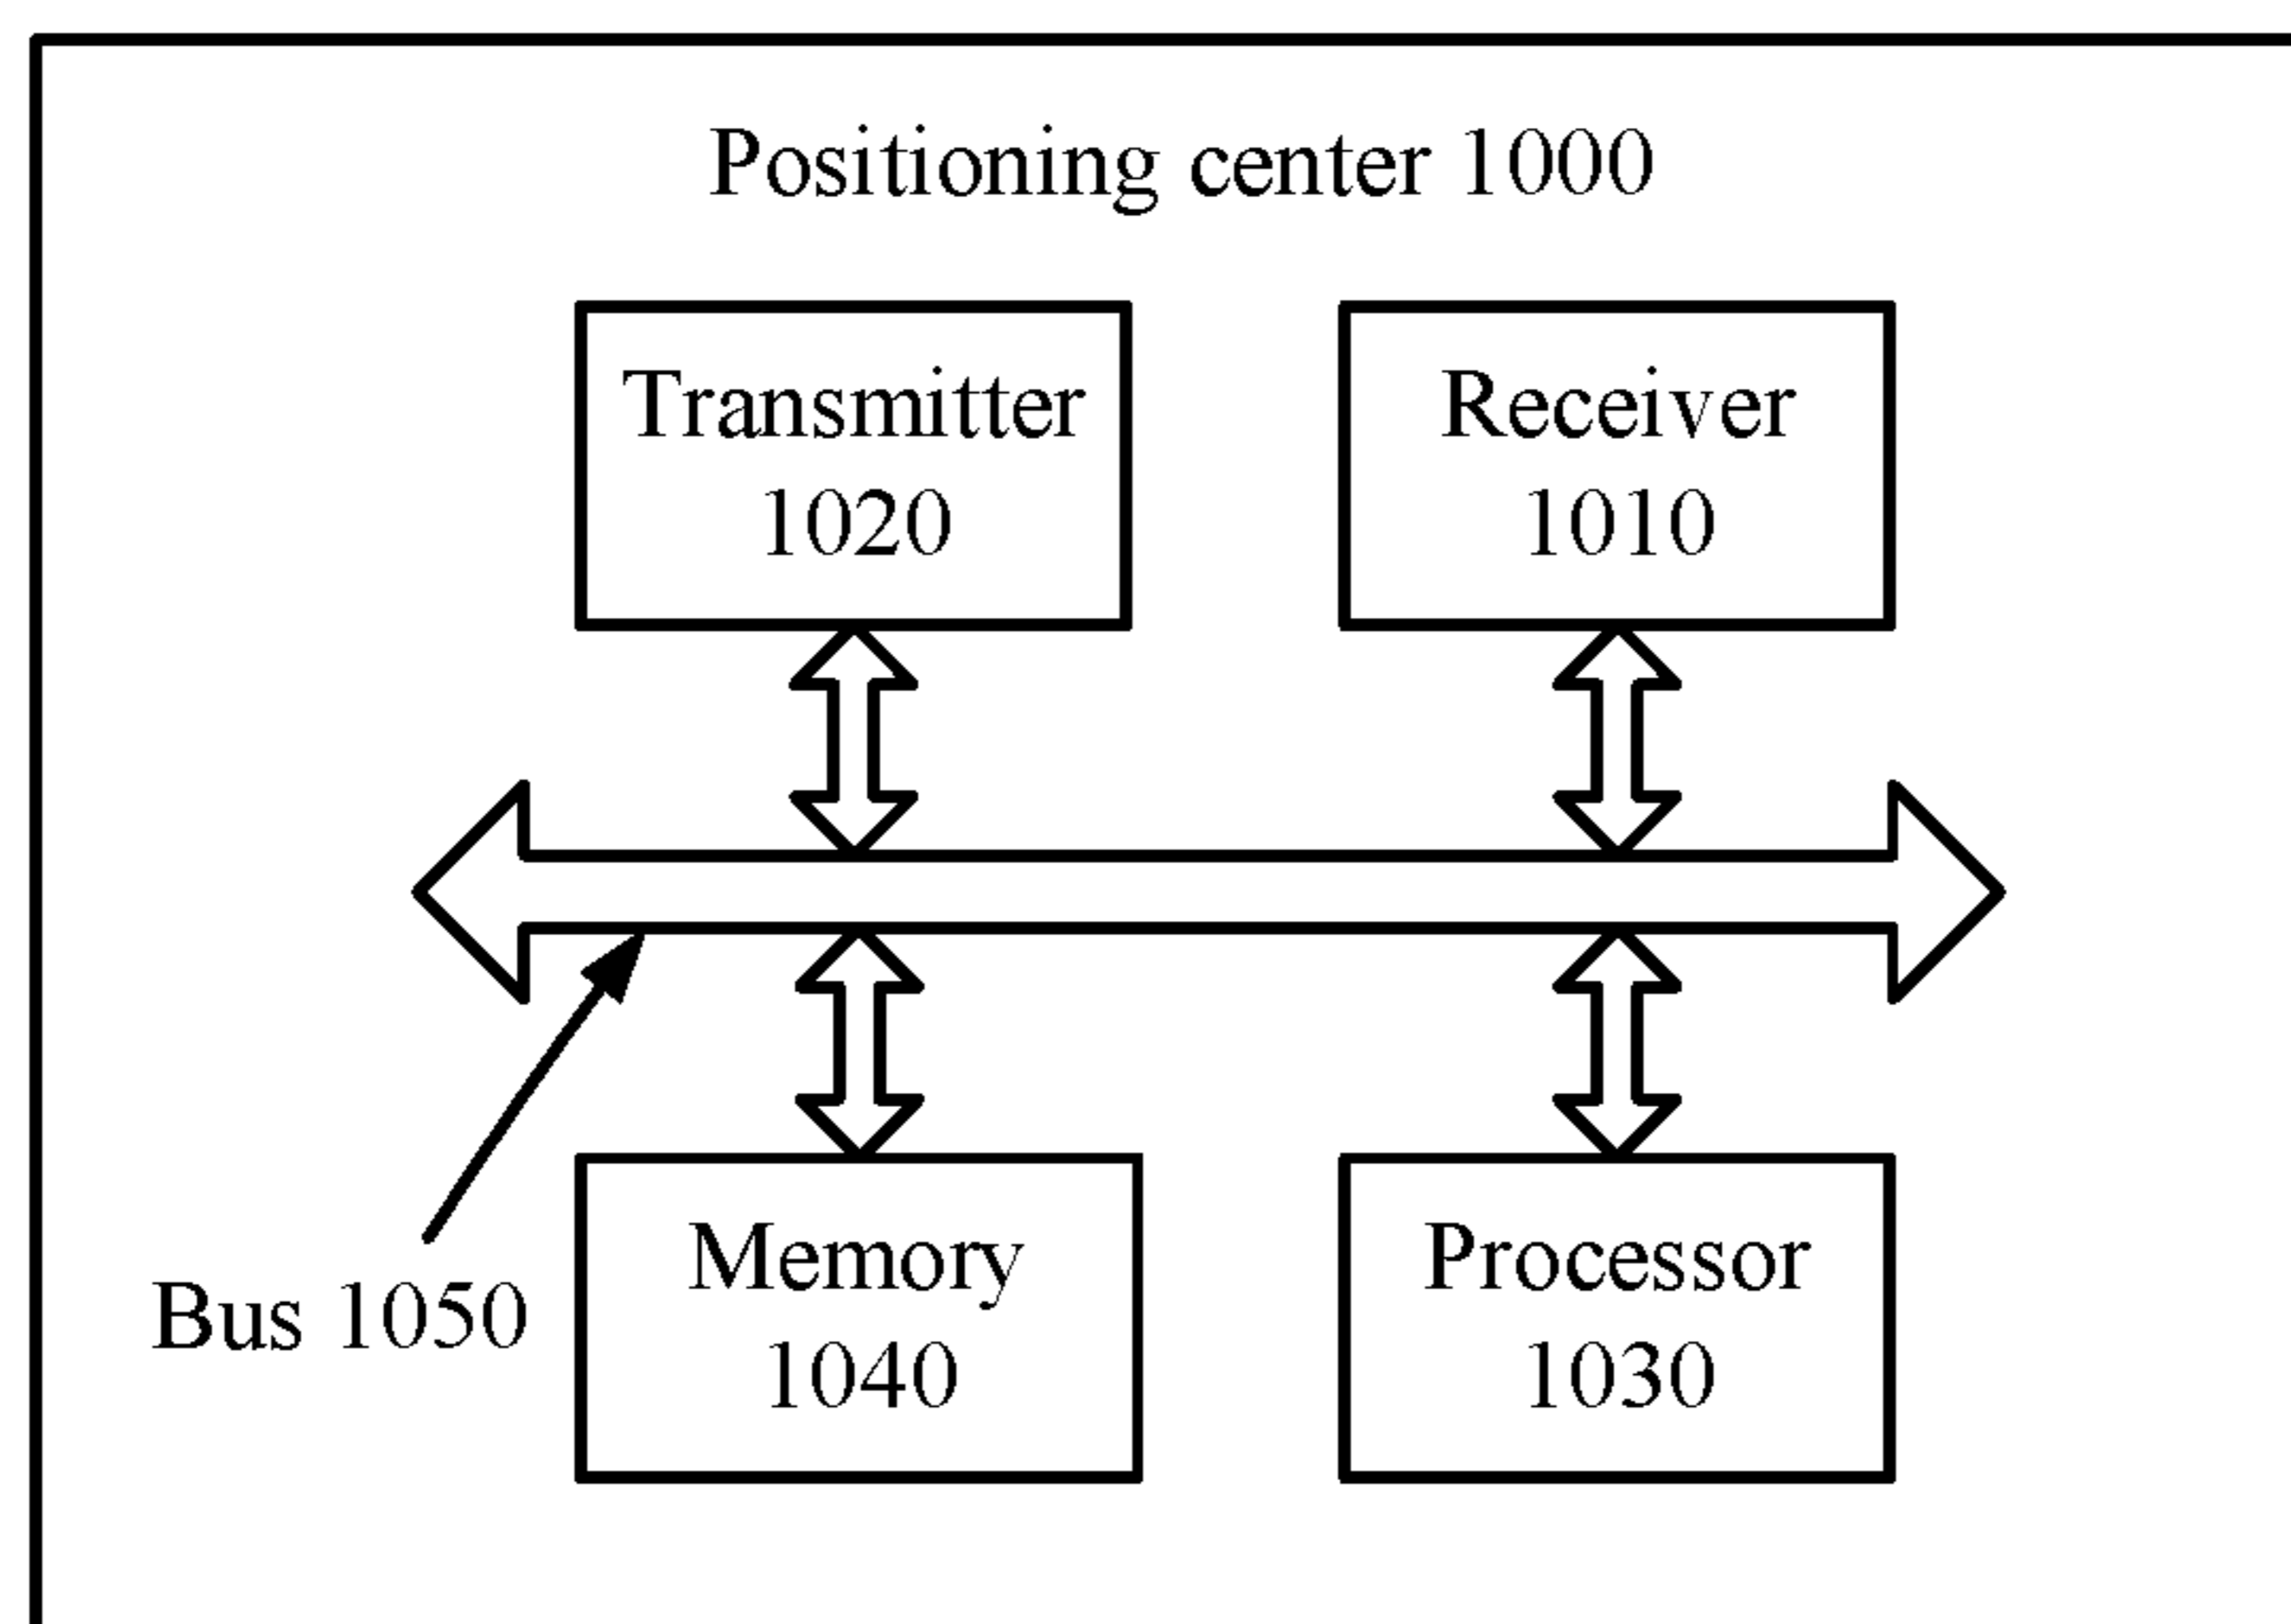 Positioning center 1000
Transmitter
1020
Receiver
1010
Bus 1050
Memory
1040
Processor
1030